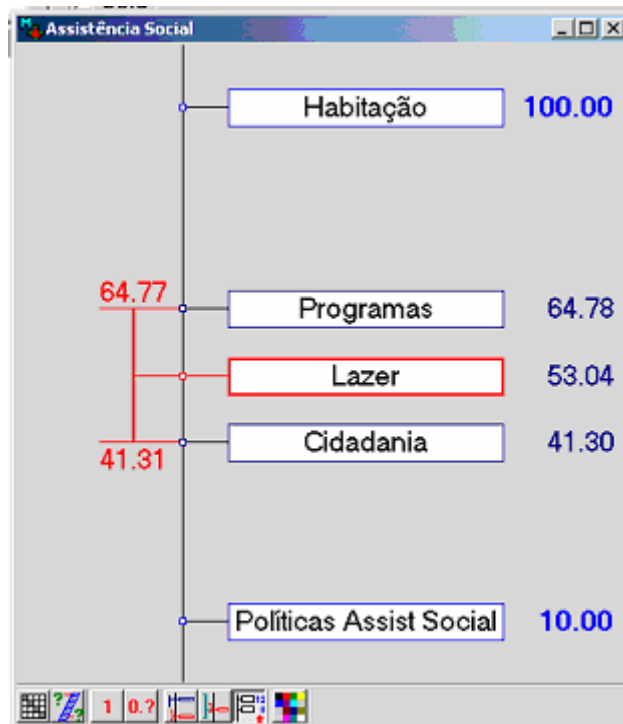 Assistência Social
Habitação 100.00
64.77
Programas 64.78
Lazer 53.04
Cidadania 41.30
41.31
Políticas Assist Social 10.00
1 0.?